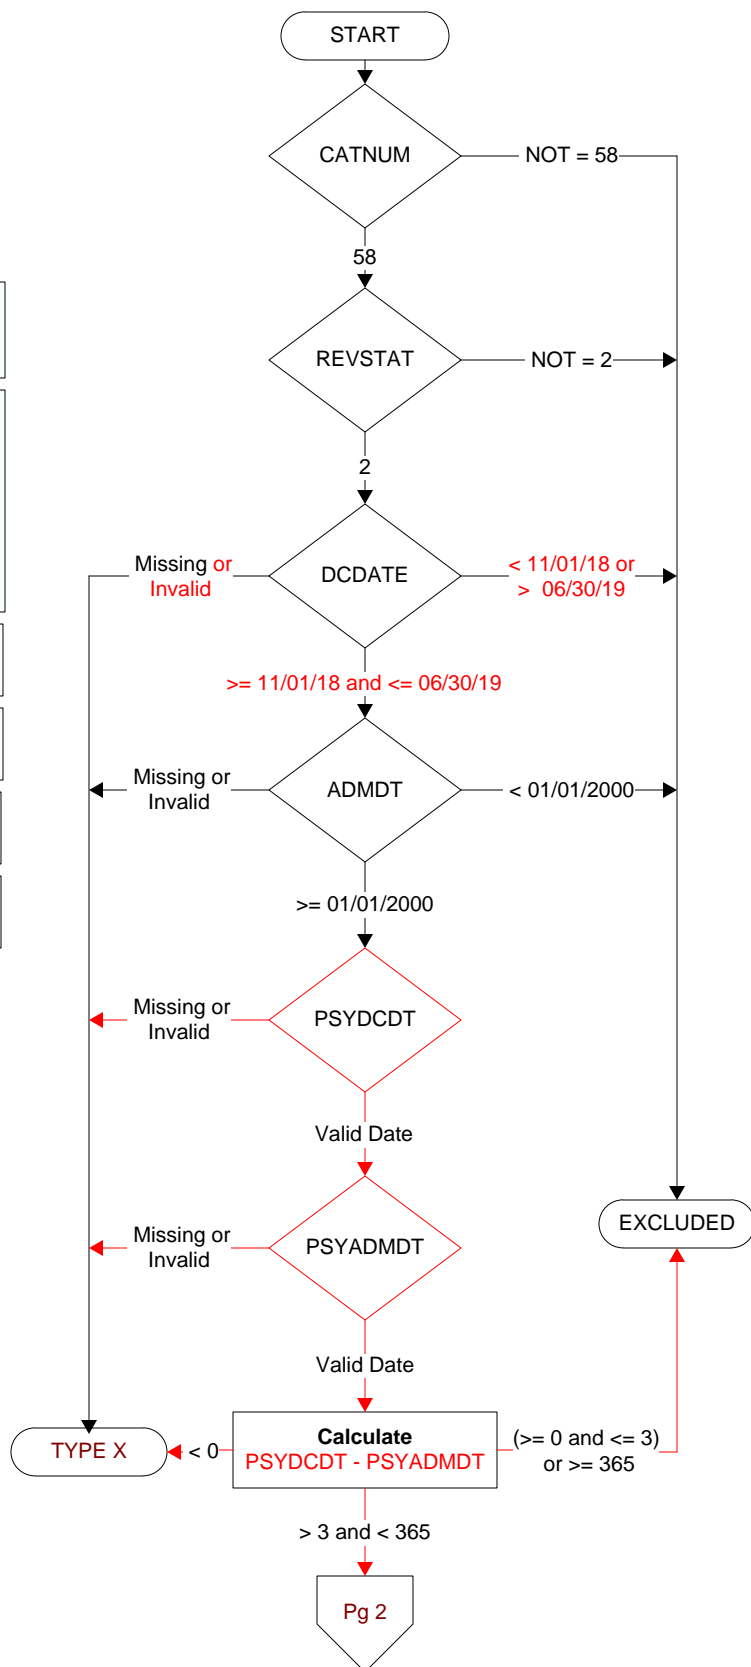 START
CATNUM
NOT = 58
58
REVSTAT
NOT = 2
2
Missing or
Invalid
DCDATE
< 11/01/18 or
> 06/30/19
>= 11/01/18 and <= 06/30/19
Missing or
Invalid
ADMDT
< 01/01/2000
>= 01/01/2000
Missing or
Invalid
PSYDCDT
Valid Date
Missing or
Invalid
PSYADMDT
EXCLUDED
Valid Date
TYPE X
< 0
Calculate
PSYDCDT - PSYADMDT
(>= 0 and <= 3)
or >= 365
> 3 and < 365
Pg 2